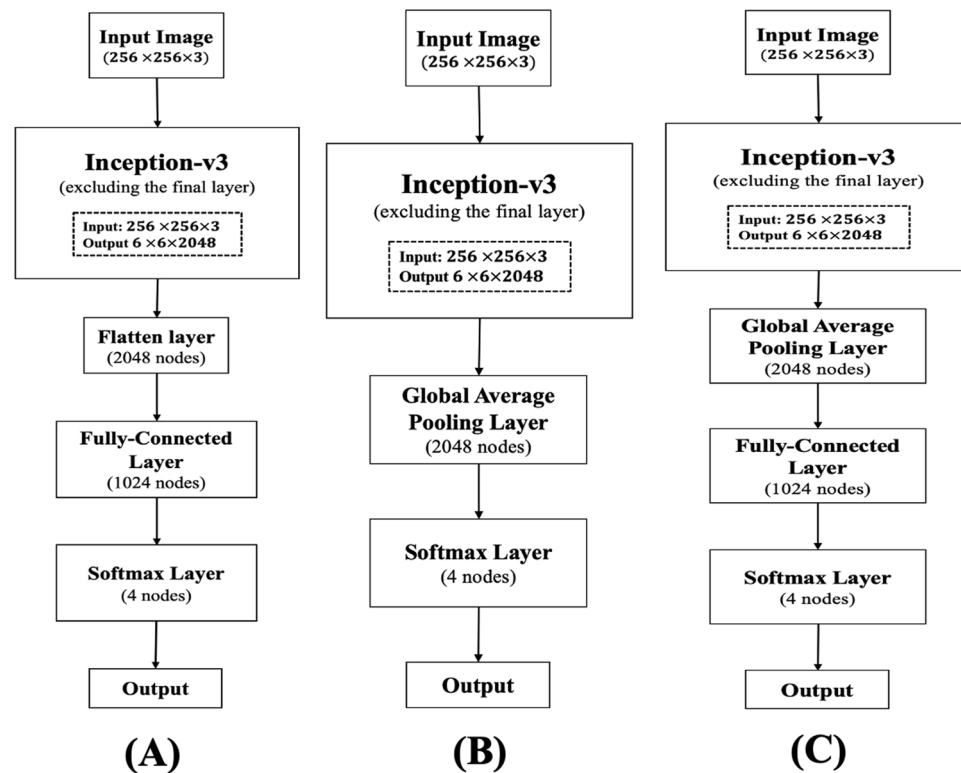 Input Image
(256 ×256×3)
Inception-v3
(excluding the final layer)
Input: 256 ×256×3
Output 6 ×6×2048
Flatten layer
(2048 nodes)
Fully-Connected
Layer
(1024 nodes)
Softmax Layer
(4 nodes)
Output
(A)
Input Image
(256 ×256×3)
Inception-v3
(excluding the final layer)
Input: 256 ×256×3
Output 6 ×6×2048
Global Average
Pooling Layer
(2048 nodes)
Softmax Layer
(4 nodes)
Output
(B)
Input Image
(256 ×256×3)
Inception-v3
(excluding the final layer)
Input: 256 ×256×3
Output 6 ×6×2048
Global Average
Pooling Layer
(2048 nodes)
Fully-Connected
Layer
(1024 nodes)
Softmax Layer
(4 nodes)
Output
(C)